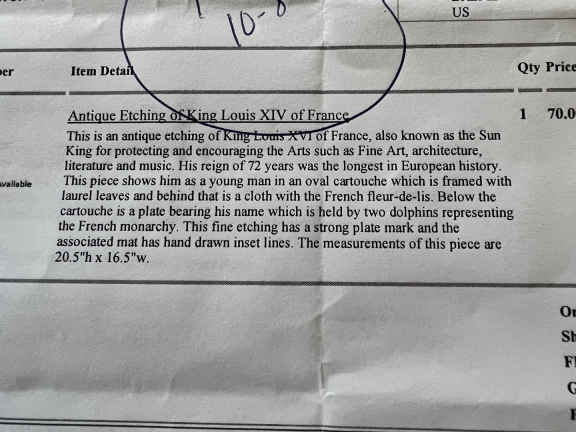 10-8
US
Item Detail
Qty Price
Antique Etching of King Louis XIV of France 1 70.0
This is an antique etching of King Louis XVI of France, also known as the Sun
King for protecting and encouraging the Arts such as Fine Art, architecture,
literature and music. His reign of 72 years was the longest in European history.
available
This piece shows him as a young man in an oval cartouche which is framed with
laurel leaves and behind that is a cloth with the French fleur-de-lis. Below the
cartouche is a plate bearing his name which is held by two dolphins representing
the French monarchy. This fine etching has a strong plate mark and the
associated mat has hand drawn inset lines. The measurements of this piece are
20.5"h x 16.5"w.